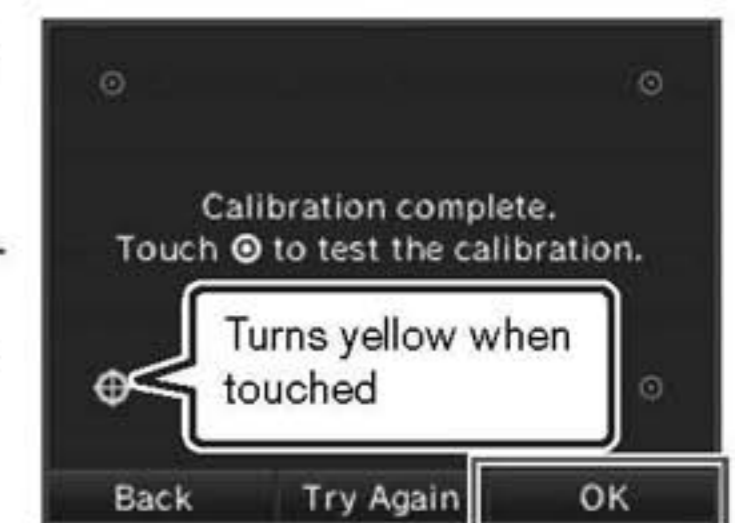 Calibration complete.
Touch ◎ to test the calibration.
Turns yellow when
touched
Back Try Again OK